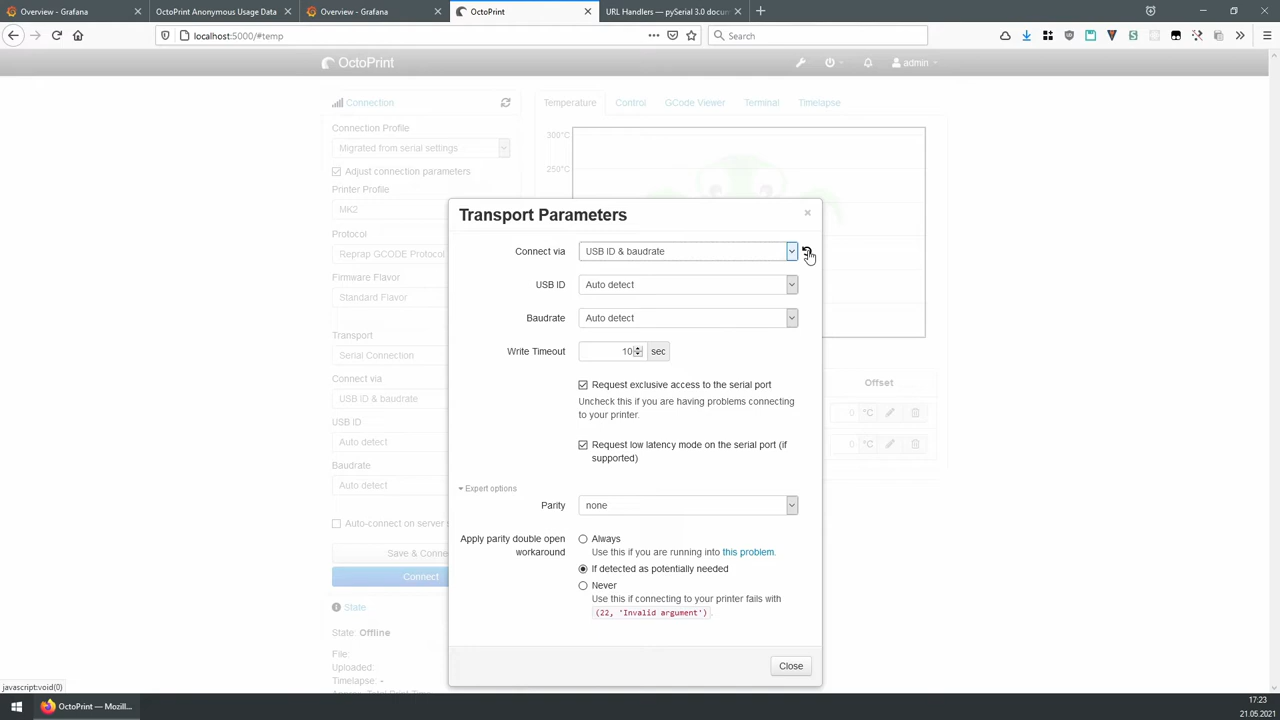 Overview - Grafana
OctoPrint Anonymous Usage Data
Overview - Grafana
OctoPrint
URL Handlers — pySerial 3.0 docum
localhost:5000/#temp
Search
OctoPrint
admin
Connection
Temperature
Control
GCode Viewer
Terminal
Timelapse
Connection Profile
Migrated from serial settings
Adjust connection parameters
Printer Profile
MK2
Protocol
Reprap GCODE Protocol
Firmware Flavor
Standard Flavor
Transport
Serial Connection
Connect via
USB ID & baudrate
USB ID
Auto detect
Baudrate
Auto detect
Auto-connect on server s
Save & Conne
Connect
State
State: Offline
File:
Uploaded:
Timelapse: -
Approx. Total Print Time:
300°C
250°C
Offset
0 °C
0 °C
Transport Parameters
×
Connect via
USB ID & baudrate
USB ID
Auto detect
Baudrate
Auto detect
Write Timeout
10
sec
Request exclusive access to the serial port
Uncheck this if you are having problems connecting
to your printer.
Request low latency mode on the serial port (if
supported)
Expert options
Parity
none
Apply parity double open
workaround
Always
Use this if you are running into this problem.
If detected as potentially needed
Never
Use this if connecting to your printer fails with
(22, 'Invalid argument').
Close
javascript:void(0)
OctoPrint — Mozill...
17:23
21.05.2021